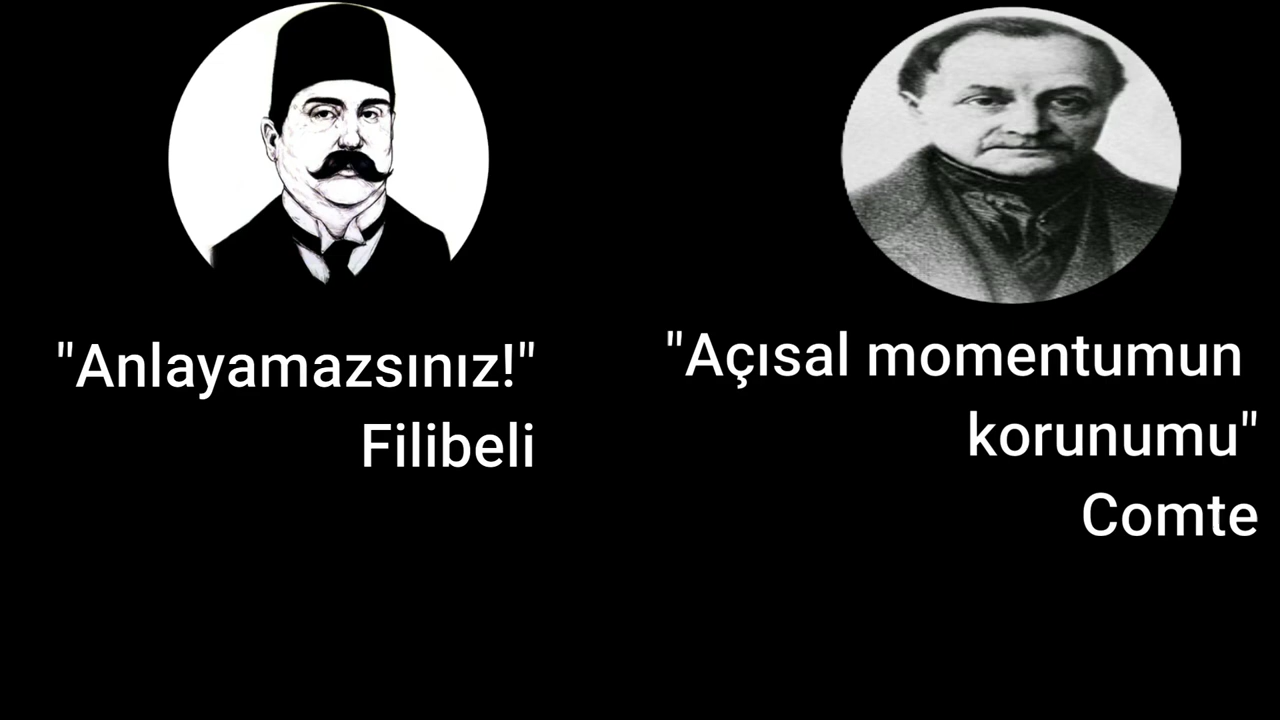 "Anlayamazsınız!"
Filibeli
"Açısal momentumun
korunumu"
Comte